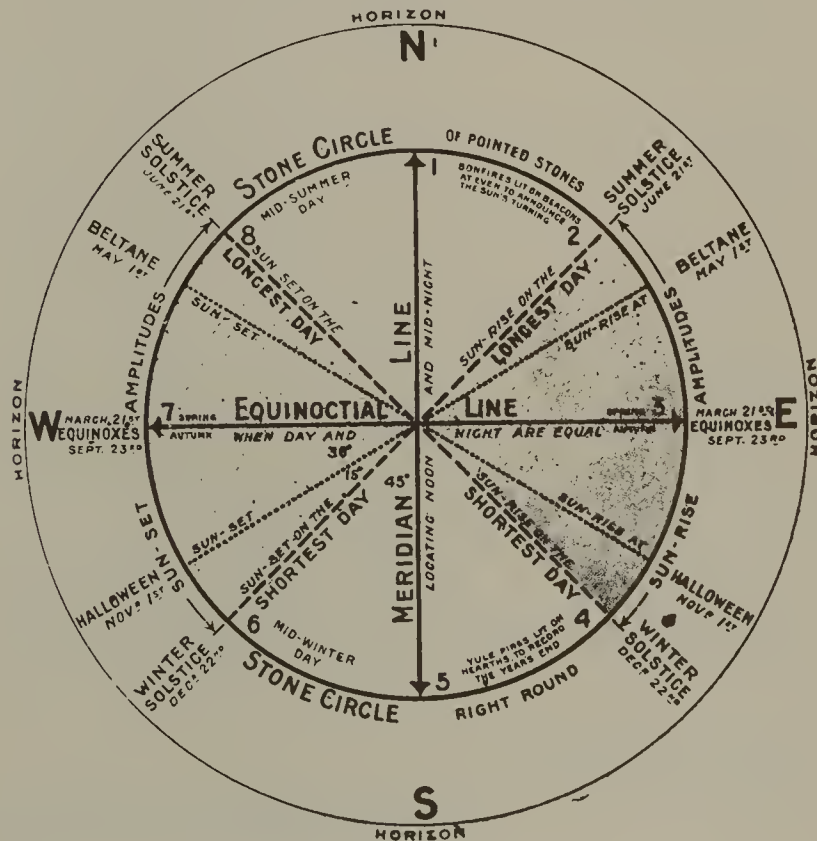 HORIZON
N 1
STONE CIRCLE
OF POINTED STONES
MID-SUMMER
DAY
1
BONFIRES LIT ON BEACONS
AT EVEN TO ANNOUNCE
THE SUN'S TURNING
SUMMER
SOLSTICE
JUNE 21ST
SUMMER
SOLSTICE
JUNE 21ST
BELTANE
MAY 1ST
BELTANE
MAY 1ST
8
2
SUN SET ON THE
LONGEST DAY
SUN-RISE ON THE
LONGEST DAY
SUN-SET
SUN-RISE AT
AMPLITUDES
AMPLITUDES
LINE
AND MID-NIGHT
HORIZON
W
MARCH, 21ST
EQUINOXES
SEPT. 23RD
7 SPRING
AUTUMN
EQUINOCTIAL LINE
WHEN DAY AND NIGHT ARE EQUAL
SPRING 3
AUTUMN
MARCH 21ST
EQUINOXES
SEPT. 23RD
E
HORIZON
15°
45°
SUN-SET
SUN-RISE AT
SUN-SET ON THE
SHORTEST DAY
SUN-RISE ON THE
SHORTEST DAY
MERIDIAN
LOCATING NOON
SUN-SET
SUN-RISE
HALLOWEEN
NOVR 1ST
HALLOWEEN
NOVR 1ST
WINTER
SOLSTICE
DECR 22ND
WINTER
SOLSTICE
DECR 22ND
6
4
MID-WINTER
DAY
5
YULE FIRES LIT ON
HEARTHS, TO RECORD
THE YEARS END
STONE CIRCLE
RIGHT ROUND
S
HORIZON